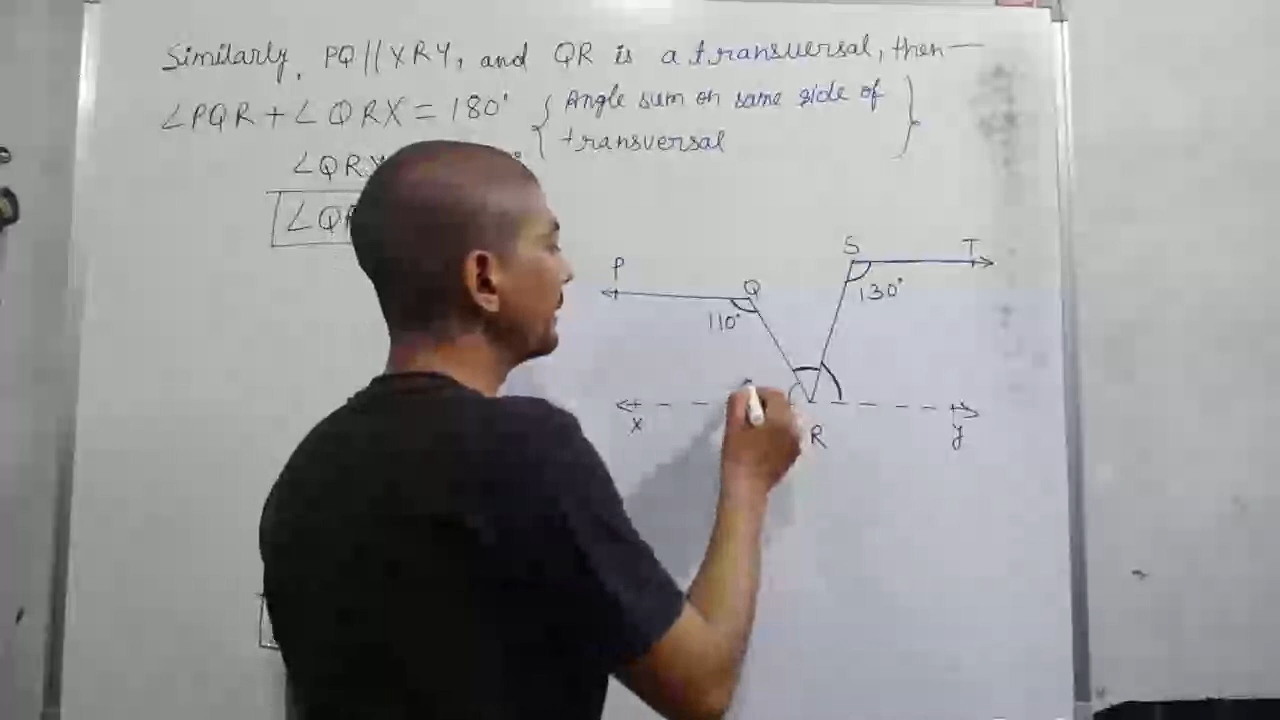 Similarly, PQ || XRY, and QR is a transversal, then —
∠PQR + ∠QRX = 180° { Angle sum on same side of
transversal }
∠QRX
∠QR
S T
P Q
130°
110°
X R y